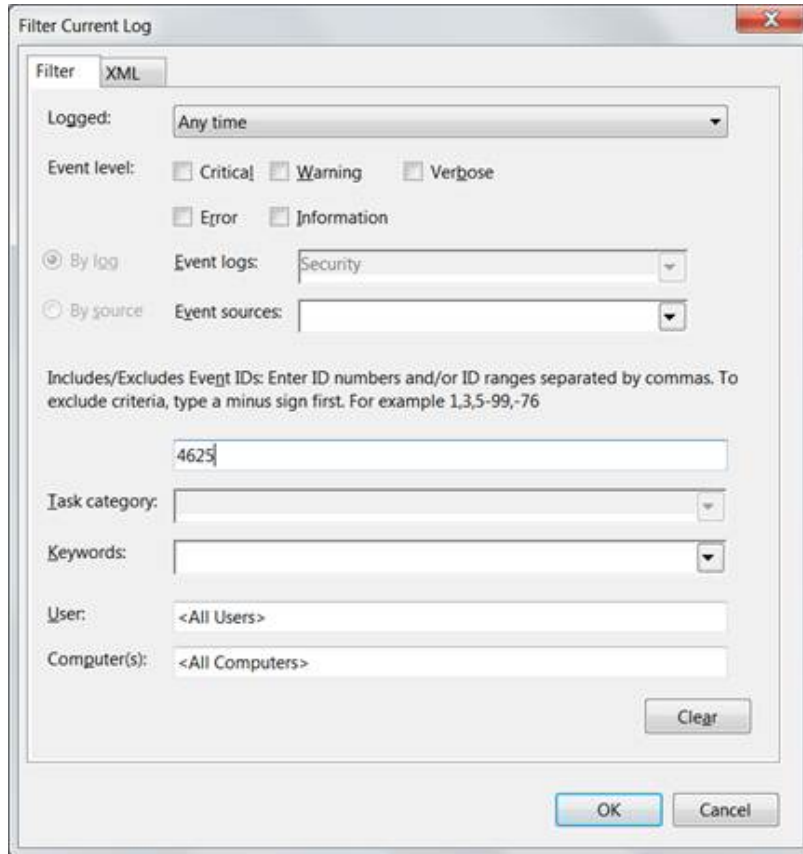 Filter Current Log
Filter XML
Logged: Any time
Event level: Critical Warning Verbose
Error Information
By log Event logs: Security
By source Event sources:
Includes/Excludes Event IDs: Enter ID numbers and/or ID ranges separated by commas. To
exclude criteria, type a minus sign first. For example 1,3,5-99,-76
4625
Task category:
Keywords:
User: <All Users>
Computer(s): <All Computers>
Clear
OK Cancel